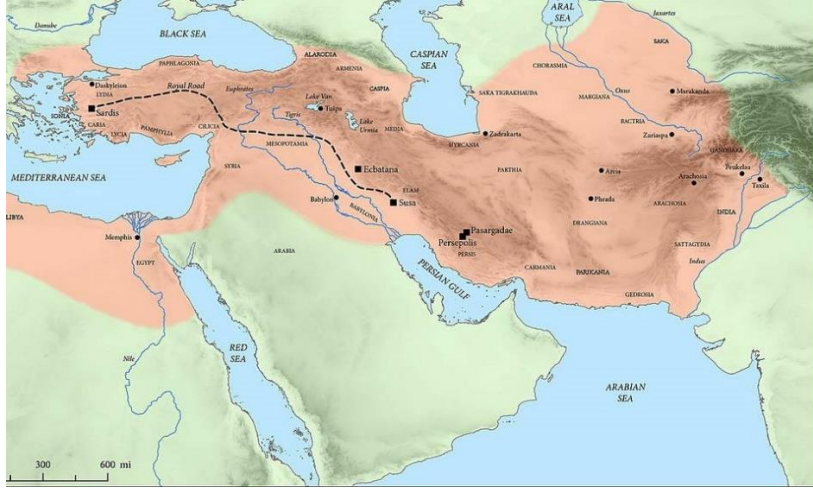 ARAL
SEA
Jaxartes
Danube
BLACK SEA
SAKA
ALARODIA
PAPHLAGONIA
CASPIAN
SEA
ARMENIA
CHORASMIA
Daskyleion
LYDIA
Royal Road
Euphrates
CASPIA
SAKA TIGRAKHAUDA
Oxus
Marakanda
Lake Van
MARGIANA
Sardis
Tigris
Tušpa
IONIA
CARIA
LYCIA
PAMPHYLIA
CILICIA
Lake
Urmia
MEDIA
BACTRIA
Zadrakarta
Zariaspa
HYRCANIA
MESOPOTAMIA
GANDARA
SYRIA
Ecbatana
PARTHIA
Artria
Peukelaa
MEDITERRANEAN SEA
Arachosia
Taxila
ELAM
Susa
Babylon
BABYLONIA
Phrada
ARACHOSIA
LIBYA
INDIA
DRANGIANA
Memphis
Pasargadae
Persepolis
SATTAGYDIA
ARABIA
PERSIS
EGYPT
PERSIAN GULF
CARMANIA
PARIKANIA
Indus
GEDROSIA
Nile
RED
SEA
ARABIAN
SEA
300 600 mi